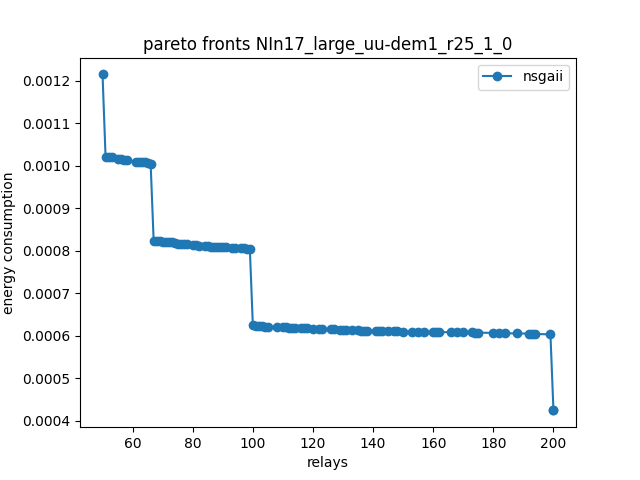 pareto fronts NIn17_large_uu-dem1_r25_1_0
nsgaii
energy consumption
0.0012
0.0011
0.0010
0.0009
0.0008
0.0007
0.0006
0.0005
0.0004
60 80 100 120 140 160 180 200
relays